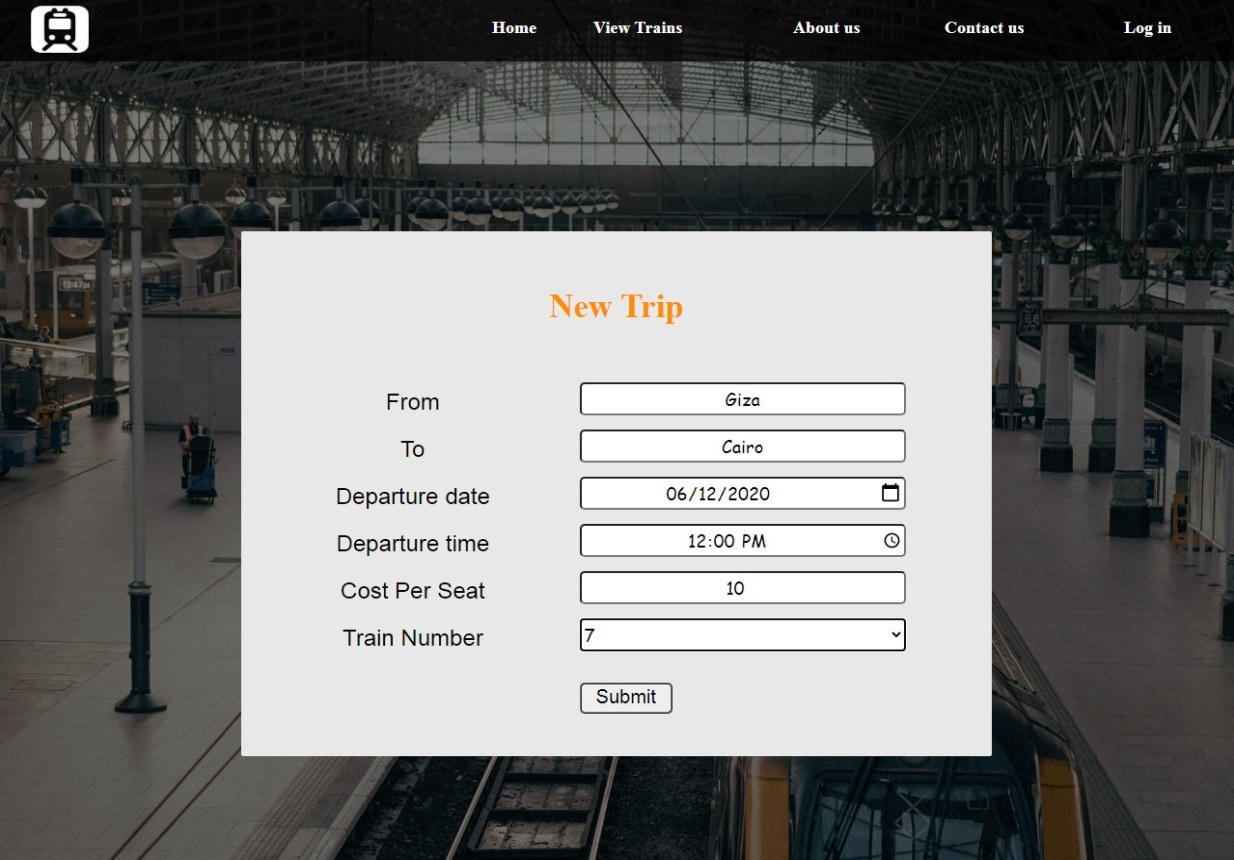 Home View Trains About us Contact us Log in
New Trip
From Giza
To Cairo
Departure date 06/12/2020
Departure time 12:00 PM
Cost Per Seat 10
Train Number 7
Submit